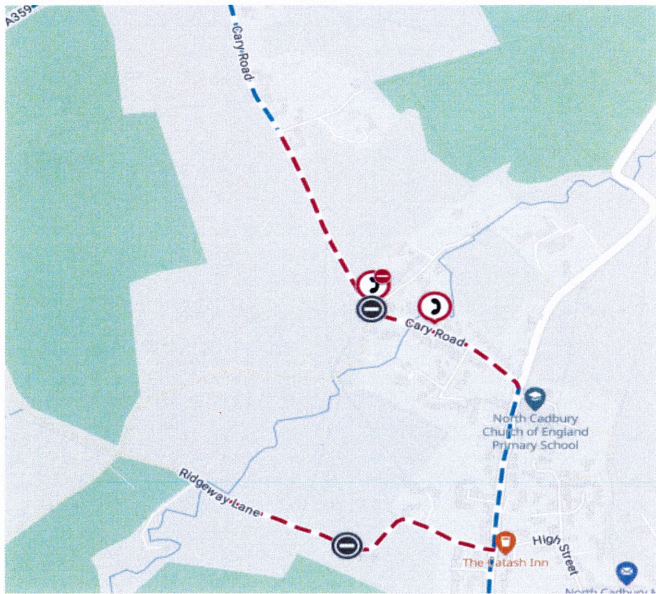 A359
Cary Road
Cary Road
North Cadbury
Church of England
Primary School
Ridgeway Lane
High Street
The Catash Inn
North Cadbury